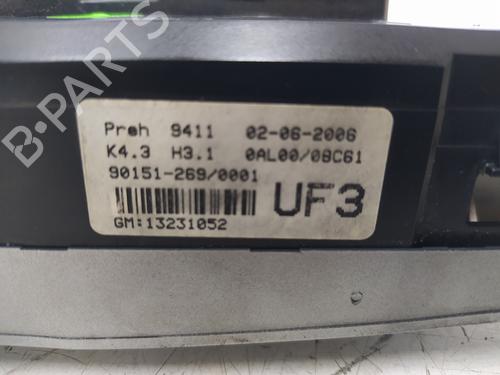 Preh 9411 02-06-2006
K4.3 H3.1 0AL00/08C61
90151-269/0001
UF3
GM:13231052
B-PARTS